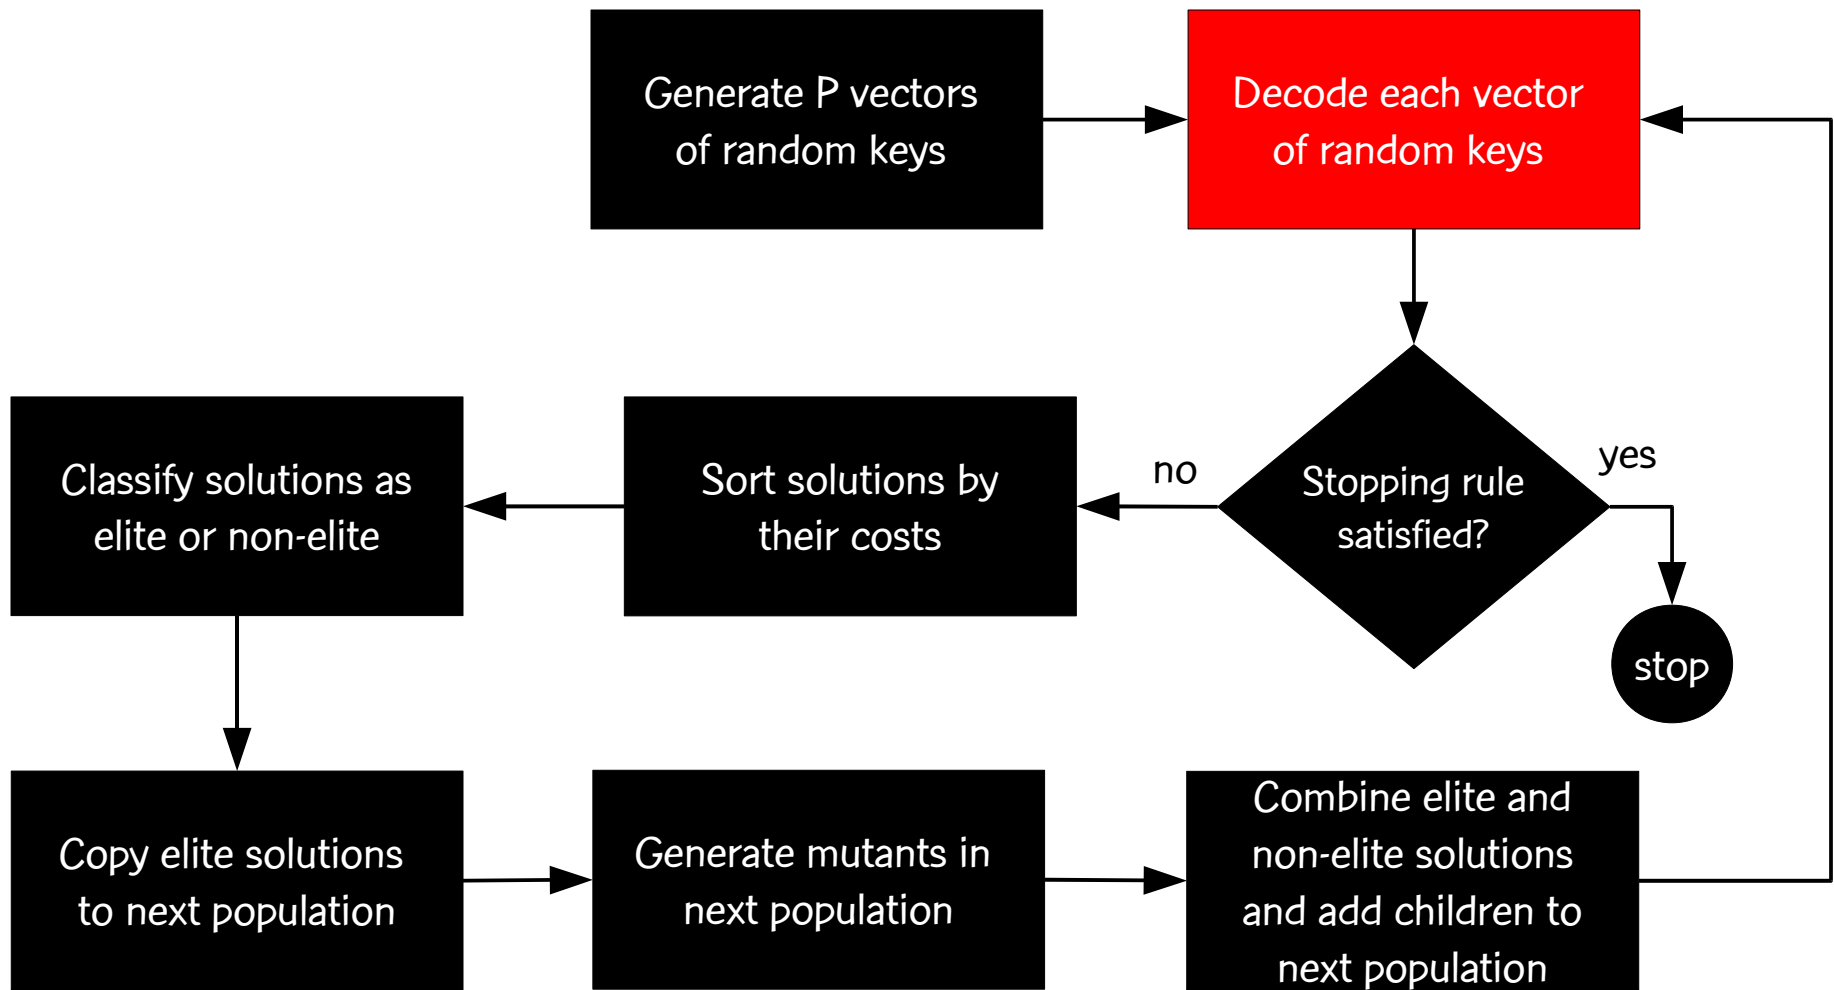 Generate P vectors
of random keys
Decode each vector
of random keys
Classify solutions as
elite or non-elite
Sort solutions by
their costs
no
Stopping rule
satisfied?
yes
stop
Copy elite solutions
to next population
Generate mutants in
next population
Combine elite and
non-elite solutions
and add children to
next population